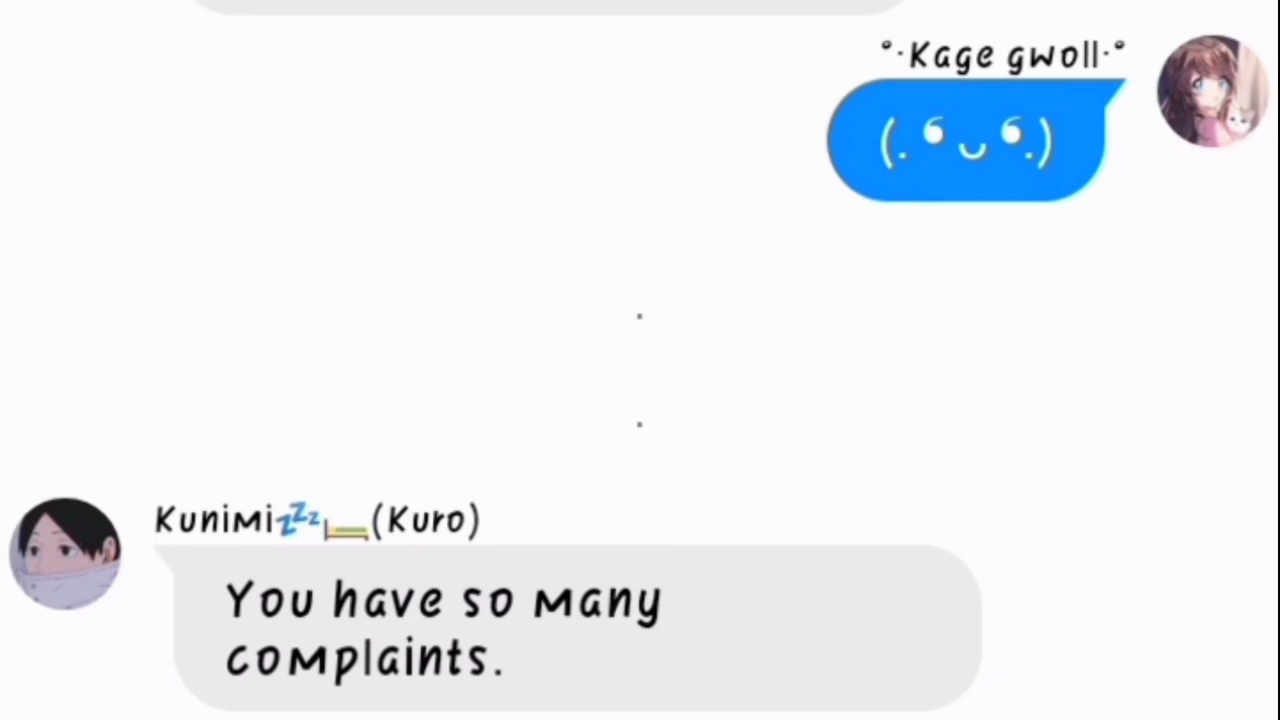 °·Kage gwoll·°
(. ❛ ᴗ ❛.)
.
.
Kunimi💤🛏️(Kuro)
You have so many
complaints.